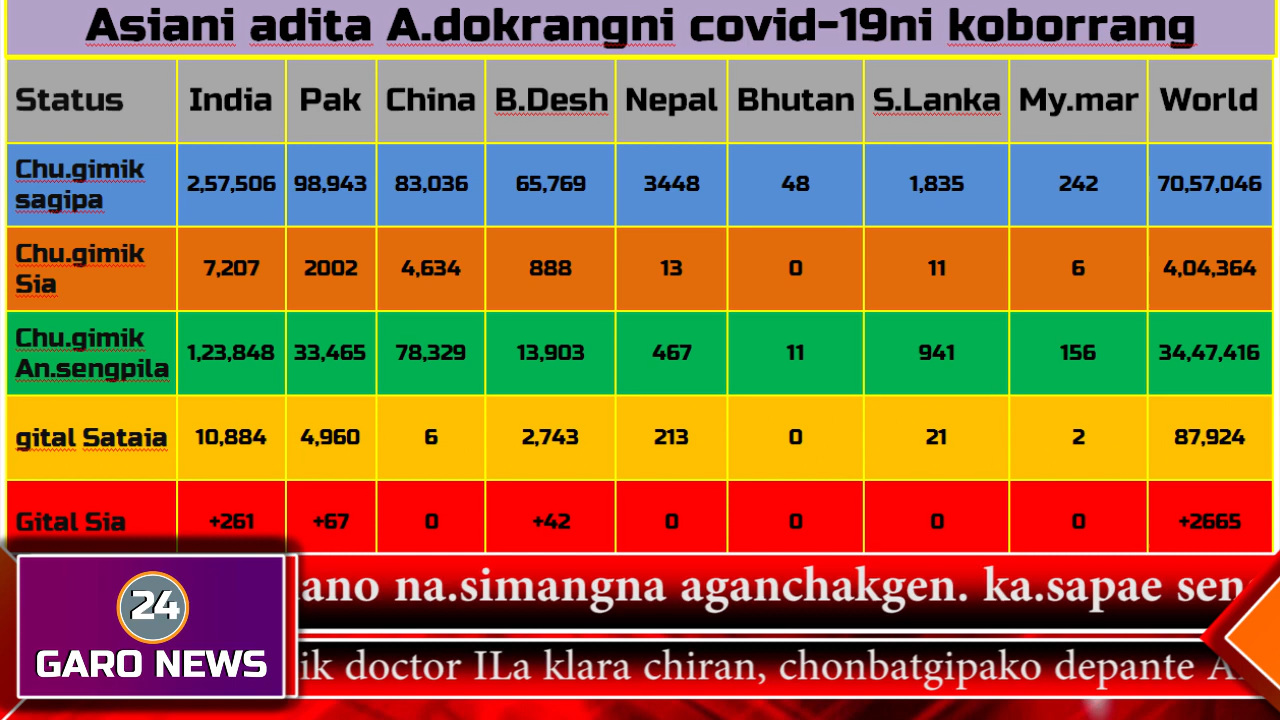 Asiani adita A.dokrangni covid-19ni koborrang
Status India Pak China B.Desh Nepal Bhutan S.Lanka My.mar World
Chu.gimik
sagipa 2,57,506 98,943 83,036 65,769 3448 48 1,835 242 70,57,046
Chu.gimik
Sia 7,207 2002 4,634 888 13 0 11 6 4,04,364
Chu.gimik
An.sengpila 1,23,848 33,465 78,329 13,903 467 11 941 156 34,47,416
gital Sataia 10,884 4,960 6 2,743 213 0 21 2 87,924
Gital Sia +261 +67 0 +42 0 0 0 0 +2665
na.simangna aganchakgen. ka.sapae
24
GARO NEWS
doctor ILa klara chiran, chonbatgipako depante